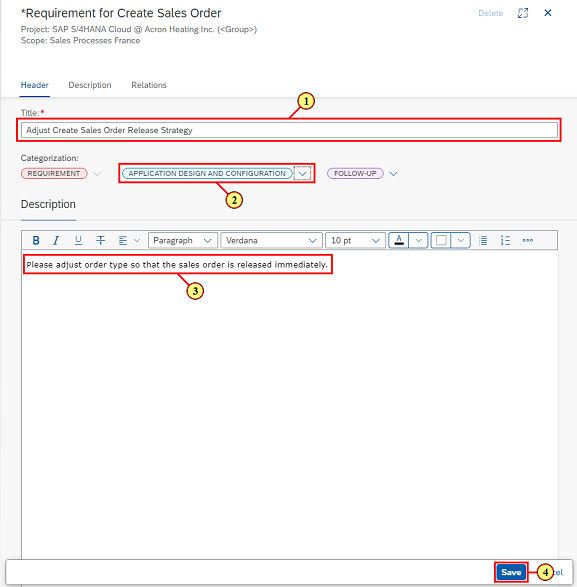 *Requirement for Create Sales Order
Delete
Project: SAP S/4HANA Cloud @ Acron Heating Inc. (<Group>)
Scope: Sales Processes France
Header Description Relations
1
Title: *
Adjust Create Sales Order Release Strategy
Categorization:
REQUIREMENT APPLICATION DESIGN AND CONFIGURATION FOLLOW-UP
2
Description
B I U T Paragraph Verdana 10 pt A
Please adjust order type so that the sales order is released immediately.
3
Save 4